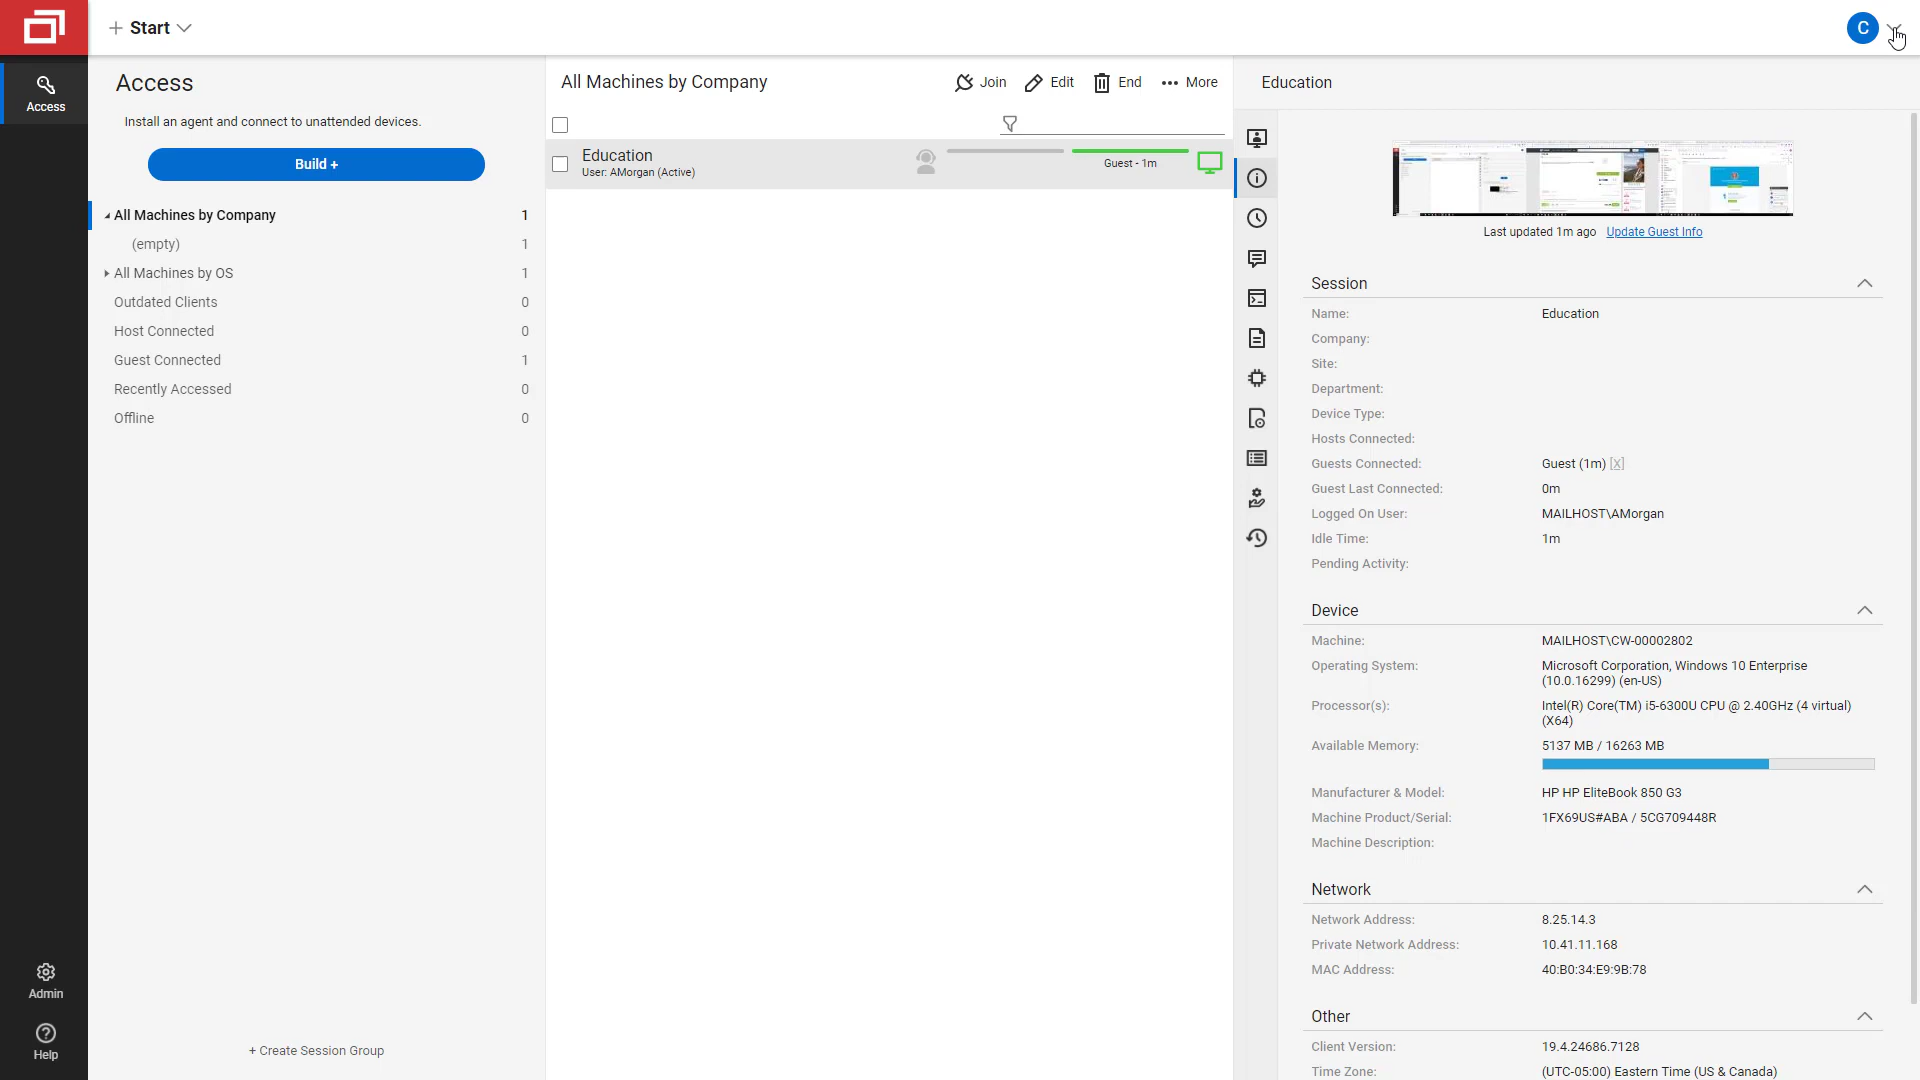 + Start
C
Access
Admin
Help
Access
Install an agent and connect to unattended devices.
Build +
All Machines by Company 1
(empty) 1
All Machines by OS 1
Outdated Clients 0
Host Connected 0
Guest Connected 1
Recently Accessed 0
Offline 0
+ Create Session Group
All Machines by Company
Join Edit End More
Education
User: AMorgan (Active)
Guest - 1m
Education
Last updated 1m ago Update Guest Info
Session
Name: Education
Company:
Site:
Department:
Device Type:
Hosts Connected:
Guests Connected: Guest (1m) [X]
Guest Last Connected: 0m
Logged On User: MAILHOST\AMorgan
Idle Time: 1m
Pending Activity:
Device
Machine: MAILHOST\CW-00002802
Operating System: Microsoft Corporation, Windows 10 Enterprise
(10.0.16299) (en-US)
Processor(s): Intel(R) Core(TM) i5-6300U CPU @ 2.40GHz (4 virtual)
(X64)
Available Memory: 5137 MB / 16263 MB
Manufacturer & Model: HP HP EliteBook 850 G3
Machine Product/Serial: 1FX69US#ABA / 5CG709448R
Machine Description:
Network
Network Address: 8.25.14.3
Private Network Address: 10.41.11.168
MAC Address: 40:B0:34:E9:9B:78
Other
Client Version: 19.4.24686.7128
Time Zone: (UTC-05:00) Eastern Time (US & Canada)